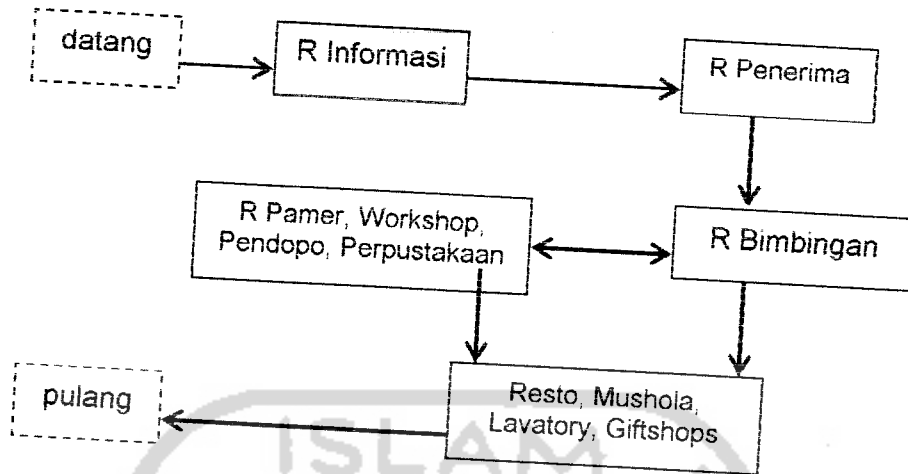 datang
R Informasi
R Penerima
R Pamer, Workshop,
Pendopo, Perpustakaan
R Bimbingan
pulang
Resto, Mushola,
Lavatory, Giftshops
ISLAM